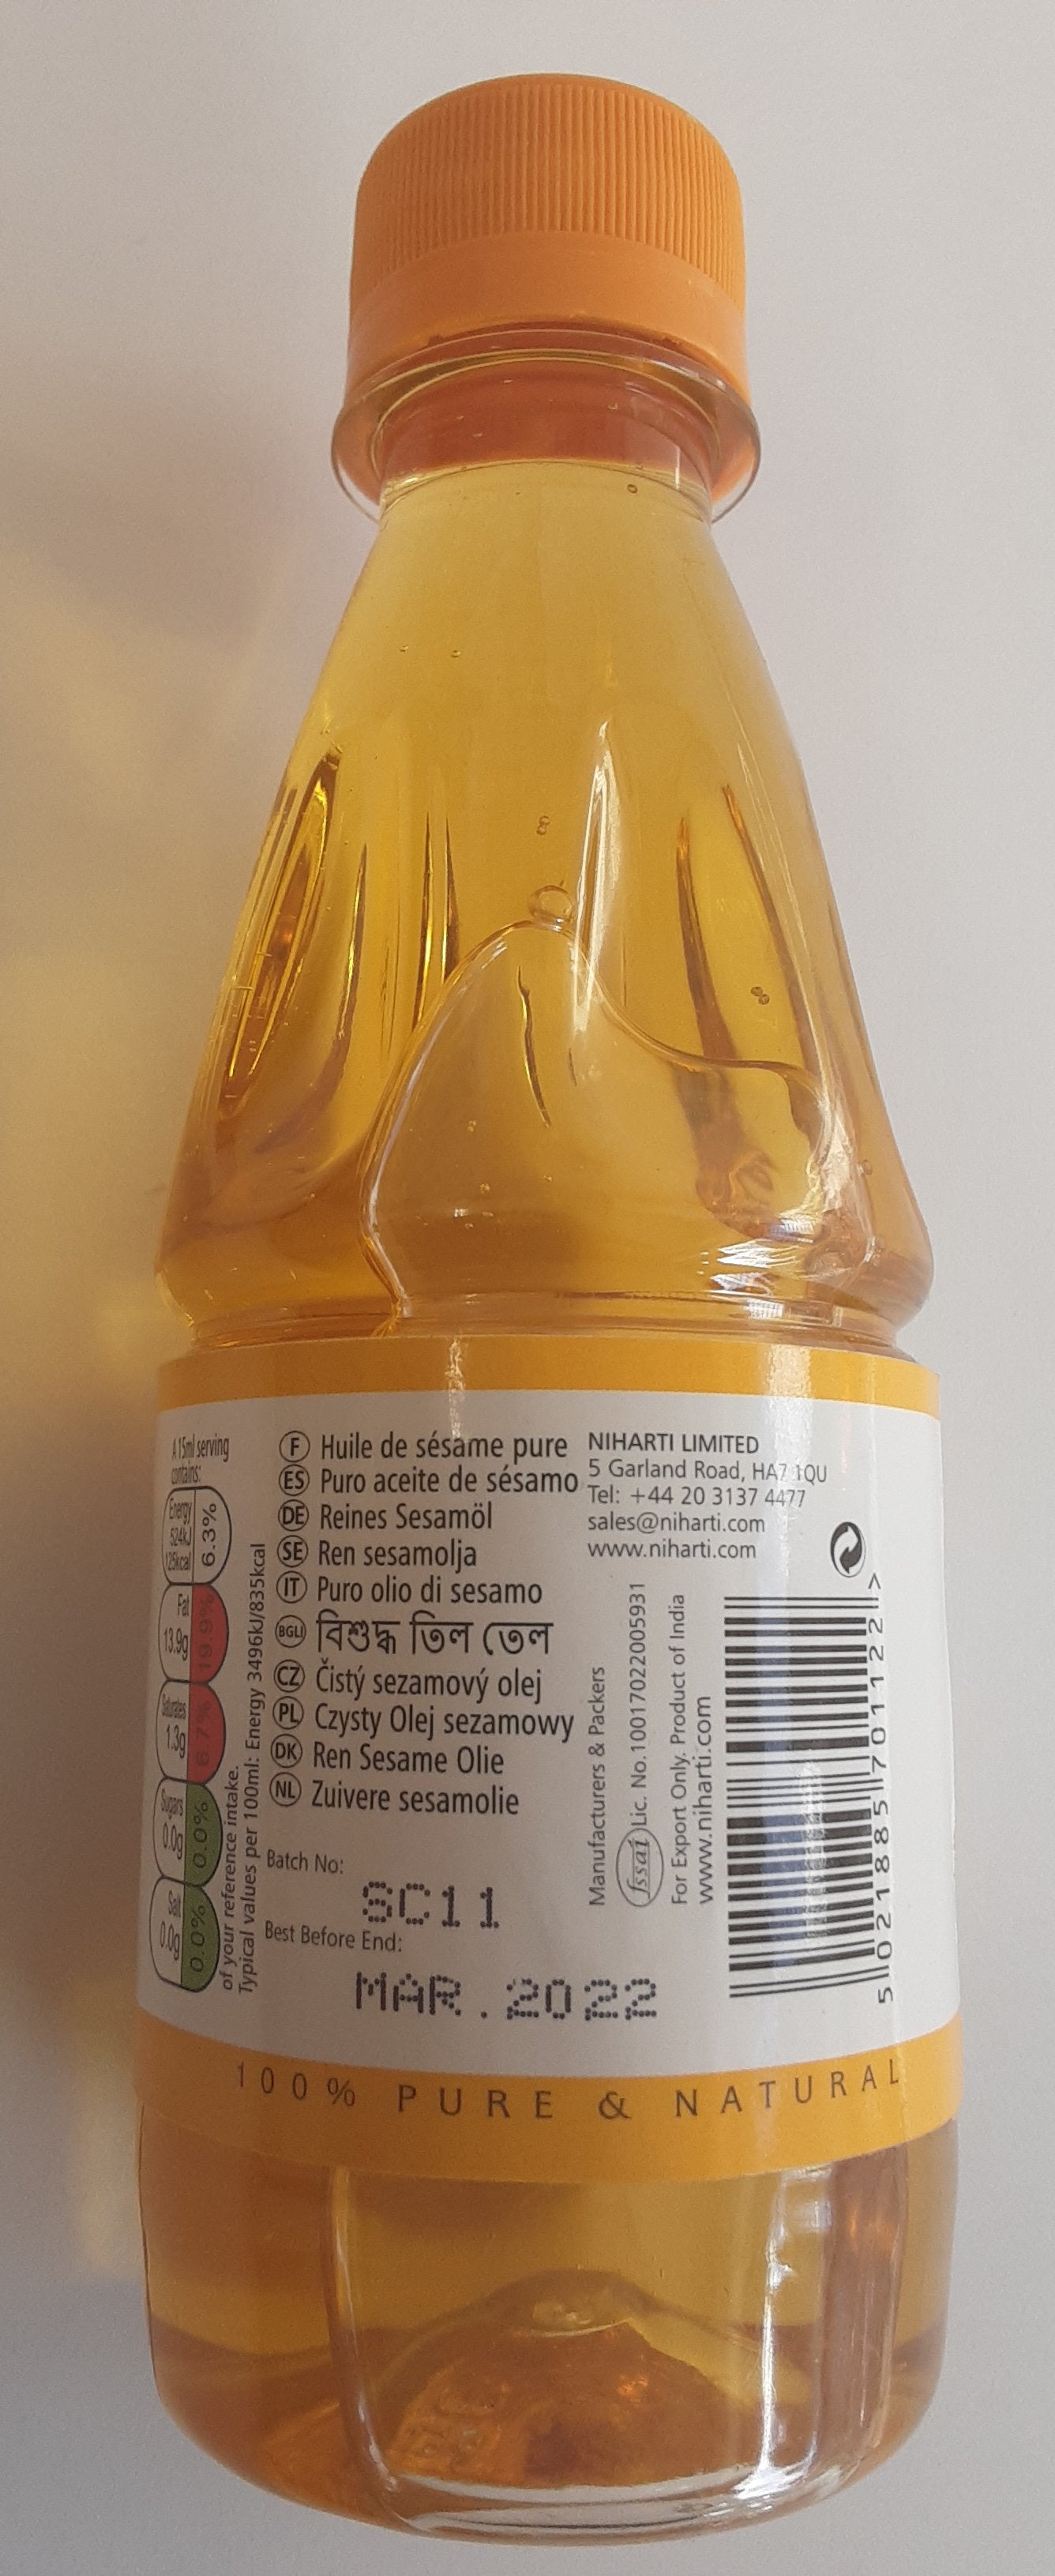 A 15ml serving
contains:
Energy
524kJ
125kcal
6.3%
Fat
13.9g
19.9%
Saturates
1.3g
6.7%
Sugars
0.0g
0.0%
Salt
0.0g
0.0%
of your reference intake.
Typical values per 100ml: Energy 3496kJ/835kcal
F Huile de sésame pure
ES Puro aceite de sésamo
DE Reines Sesamöl
SE Ren sesamolja
IT Puro olio di sesamo
BGLI বিশুদ্ধ তিল তেল
CZ Čistý sezamový olej
PL Czysty Olej sezamowy
DK Ren Sesame Olie
NL Zuivere sesamolie
Batch No:
SC11
Best Before End:
MAR.2022
NIHARTI LIMITED
5 Garland Road, HA7 1QU
Tel: +44 20 3137 4477
sales@niharti.com
www.niharti.com
Manufacturers & Packers
fssai Lic. No.10017022005931
For Export Only. Product of India
www.niharti.com
5 021885 701122 >
100% PURE & NATURAL